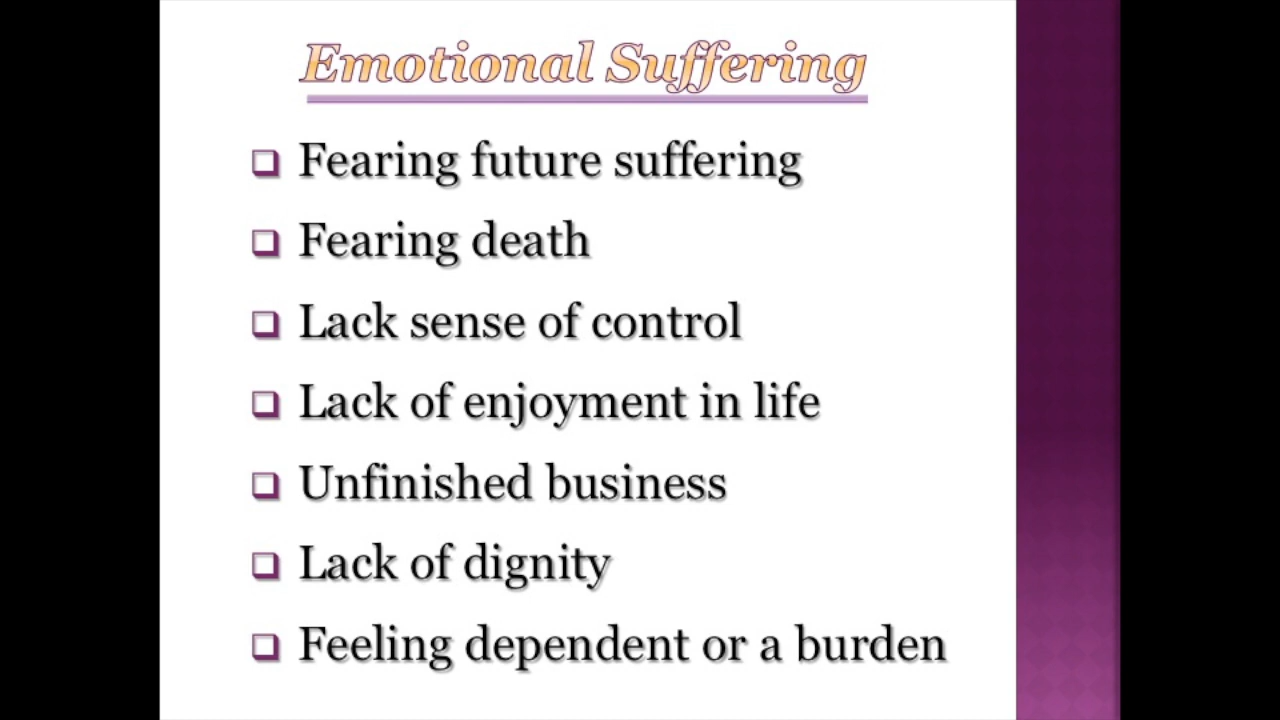 Emotional Suffering
Fearing future suffering
Fearing death
Lack sense of control
Lack of enjoyment in life
Unfinished business
Lack of dignity
Feeling dependent or a burden